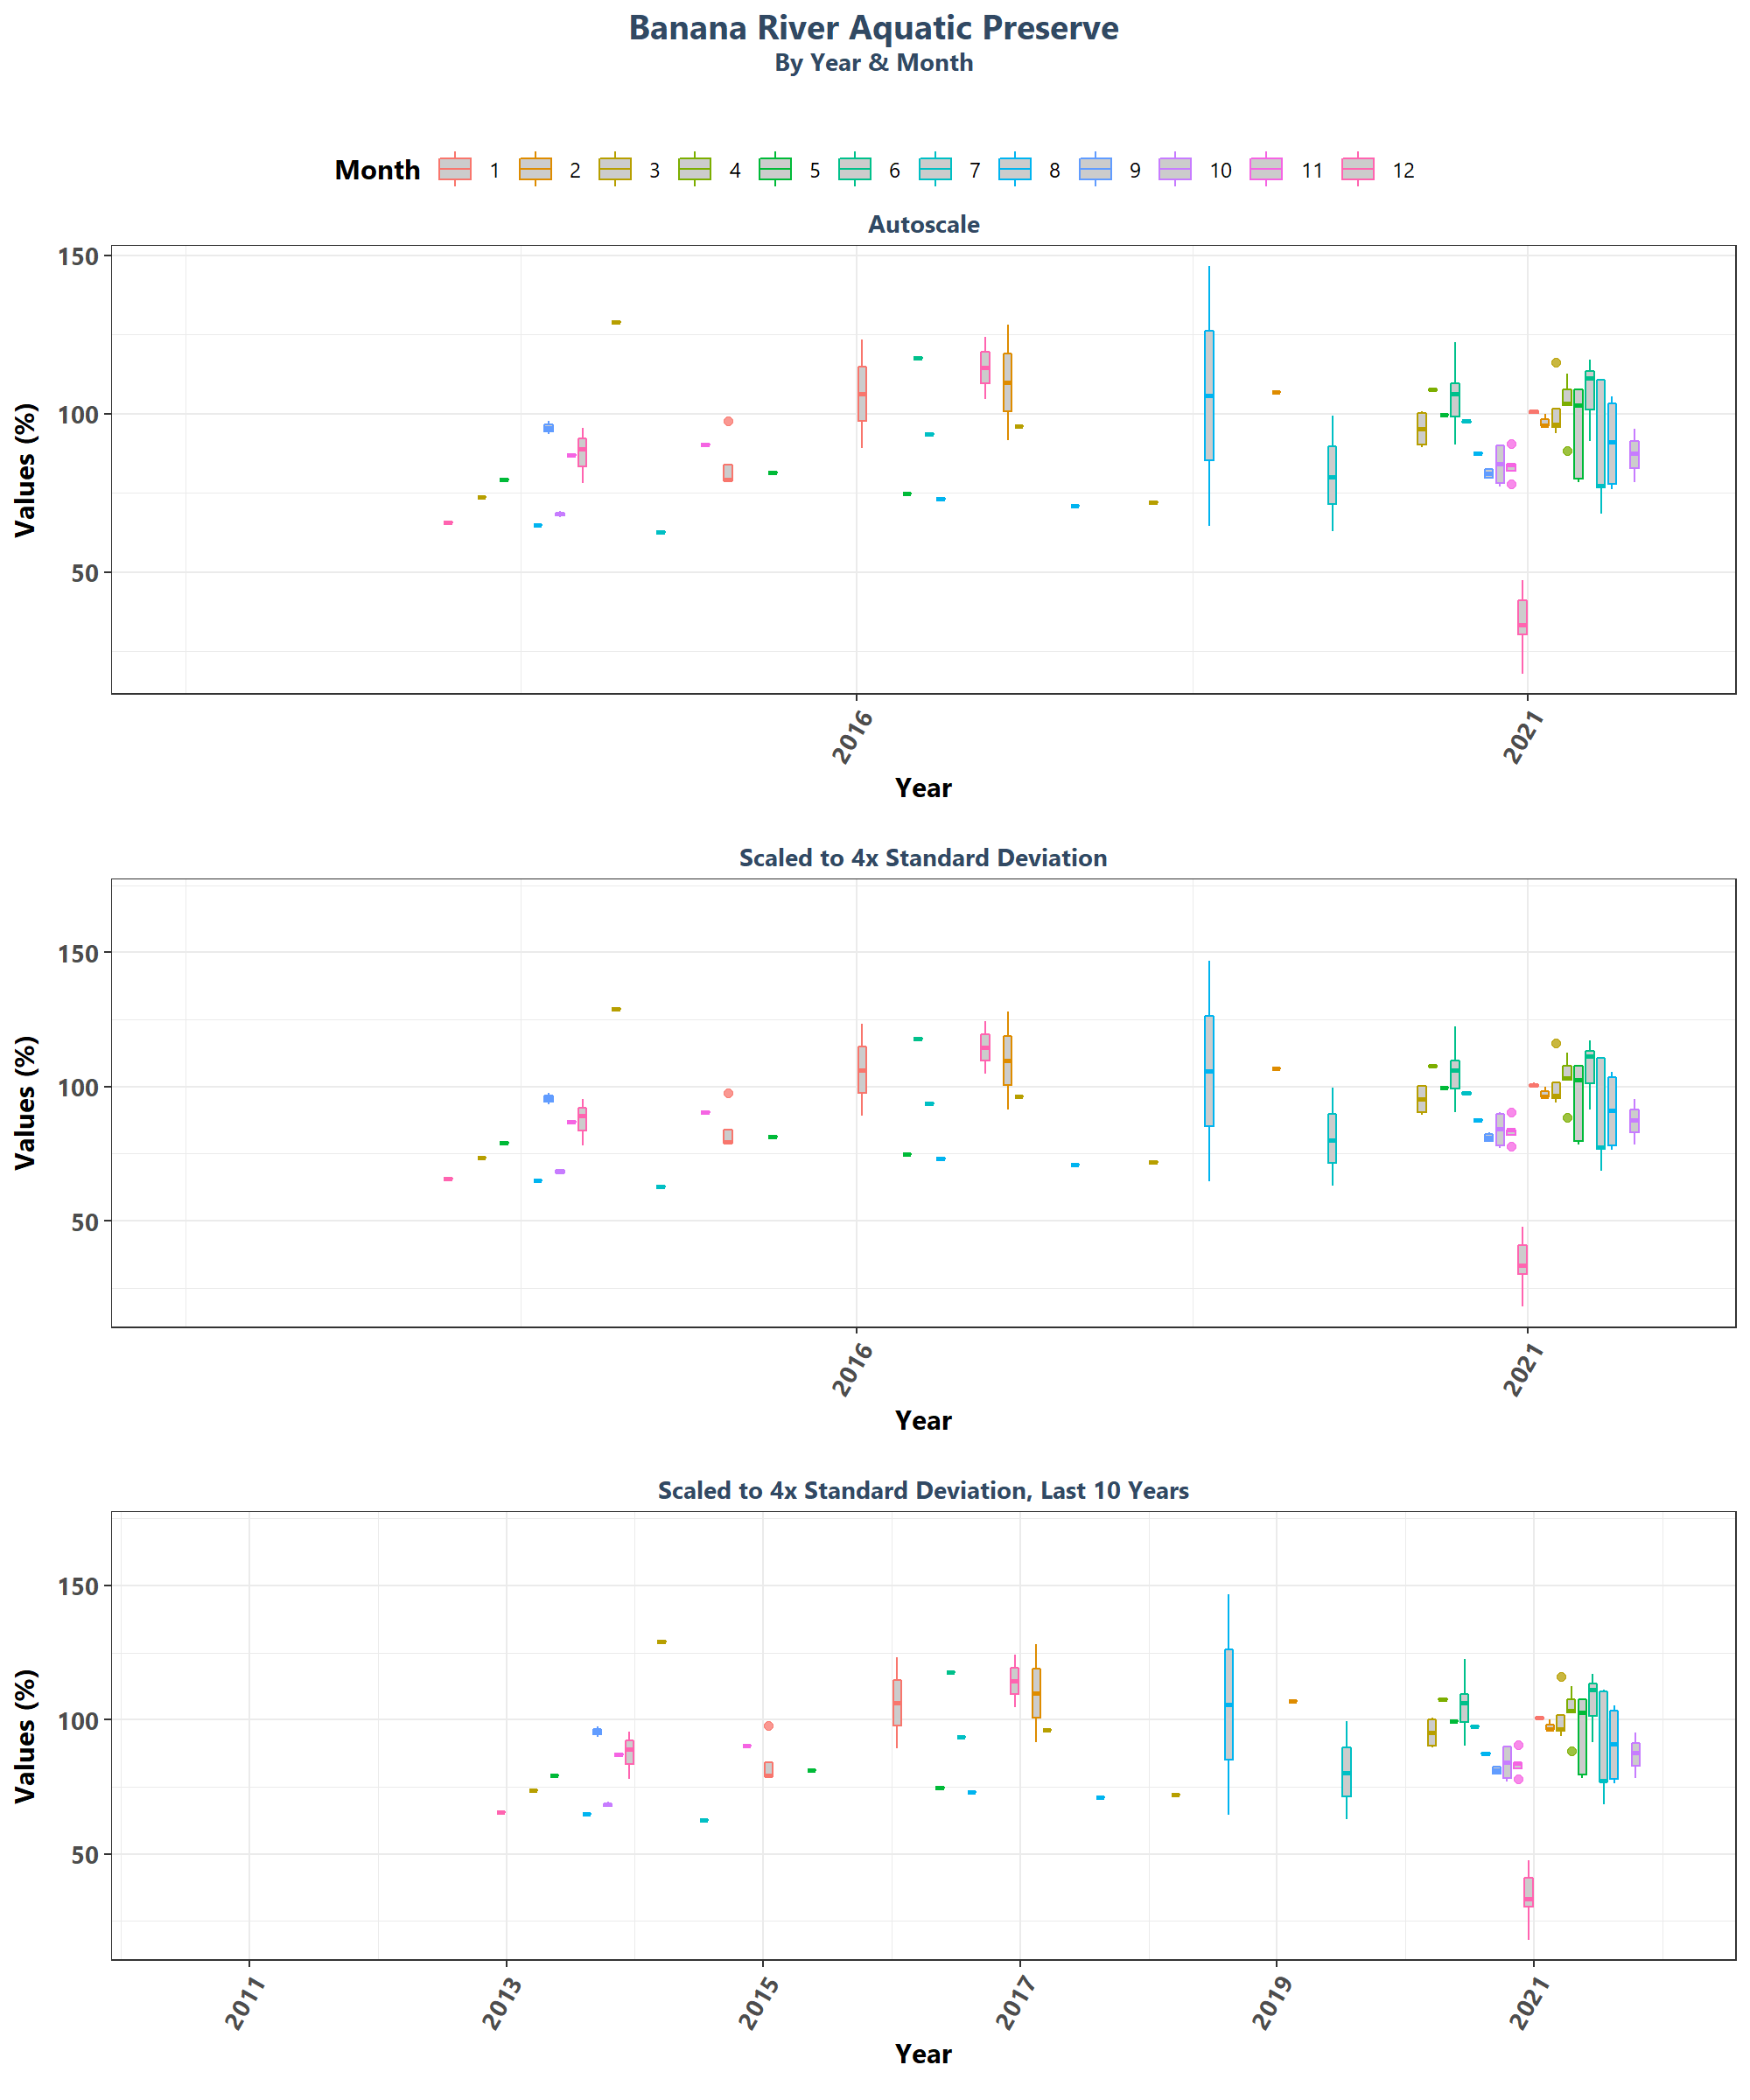 Banana River Aquatic Preserve
By Year & Month
Month 1 2 3 4 5 6 7 8 9 10 11 12
Autoscale
150
100
50
Values (%)
2016 2021
Year
Scaled to 4x Standard Deviation
150
100
50
Values (%)
2016 2021
Year
Scaled to 4x Standard Deviation, Last 10 Years
150
100
50
Values (%)
2011 2013 2015 2017 2019 2021
Year